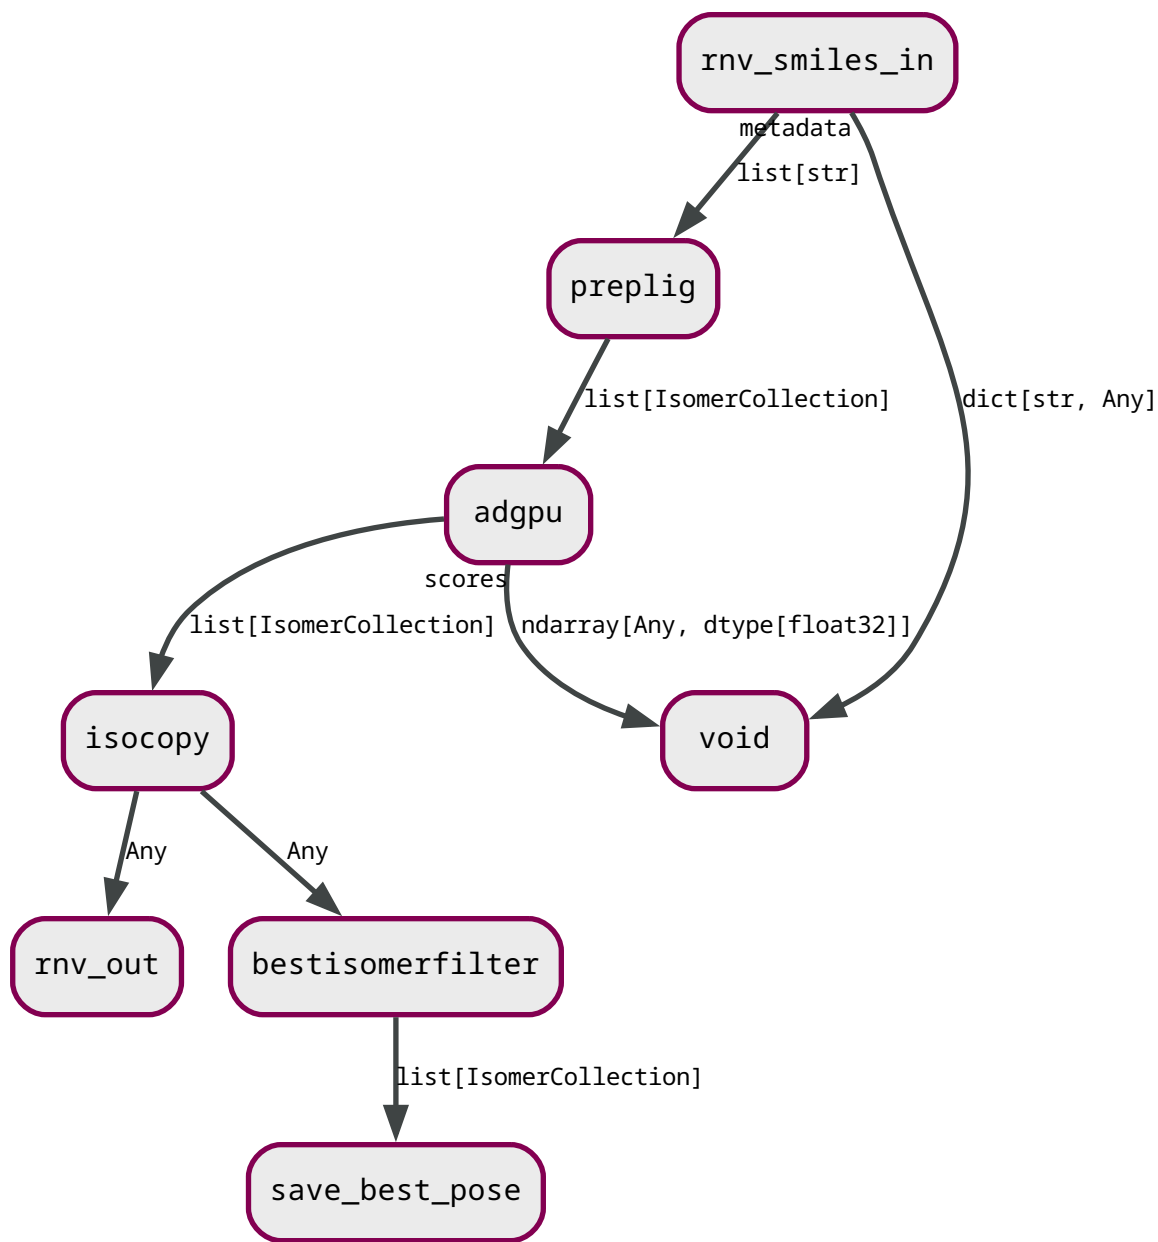 rnv_smiles_in
metadata
list[str]
preplig
list[IsomerCollection]
dict[str, Any]
adgpu
scores
list[IsomerCollection]
ndarray[Any, dtype[float32]]
isocopy
void
Any
Any
rnv_out
bestisomerfilter
list[IsomerCollection]
save_best_pose